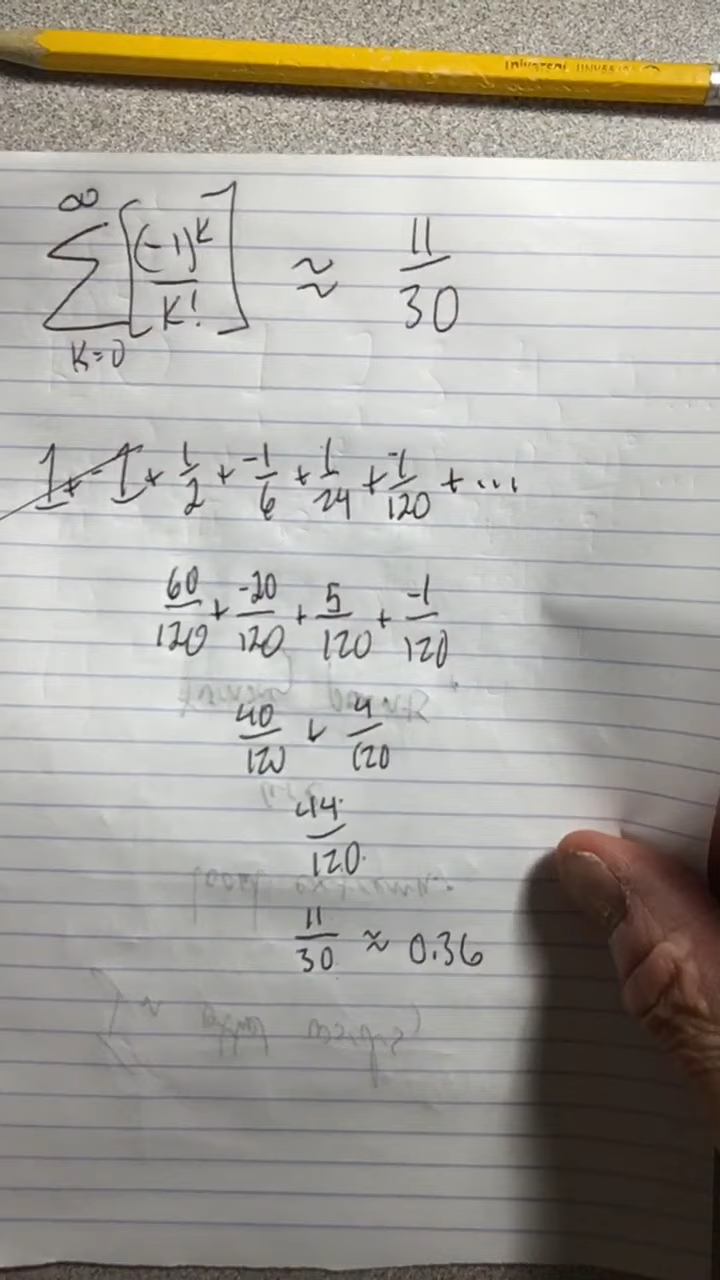 UNIVERSAL
∞
∑ [(-1)^K / K!] ≈ 11/30
K=0
1 + -1 + 1/2 + -1/6 + 1/24 + -1/120 + ...
60/120 + -20/120 + 5/120 + -1/120
40/120 + 4/120
44/120
11/30 ≈ 0.36